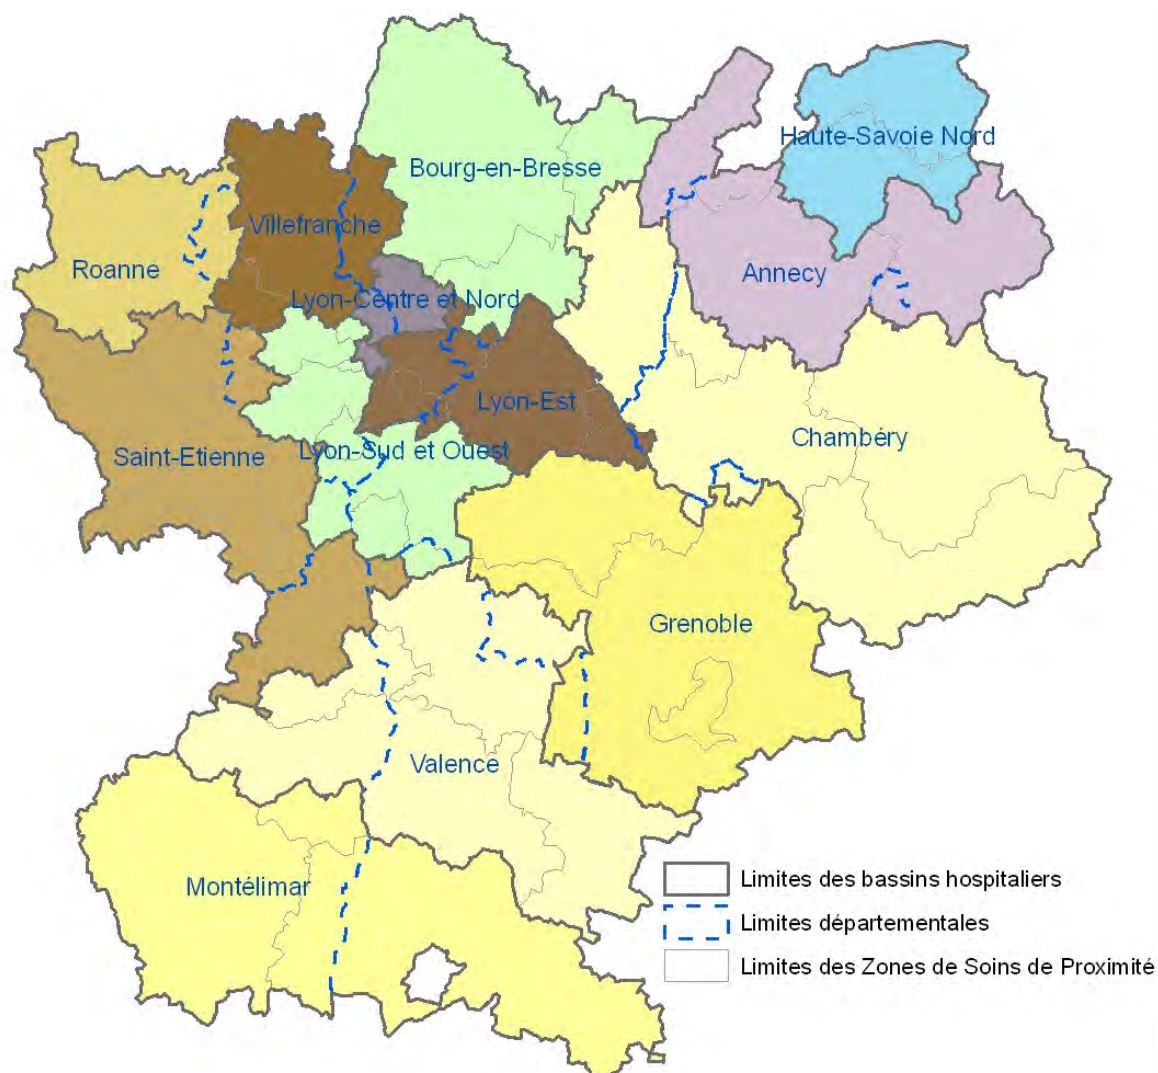 Haute-Savoie Nord
Bourg-en-Bresse
Villefranche
Roanne
Annecy
Lyon-Centre et Nord
Lyon-Est
Chambéry
Lyon-Sud et Ouest
Saint-Etienne
Grenoble
Valence
Montélimar
Limites des bassins hospitaliers
Limites départementales
Limites des Zones de Soins de Proximité